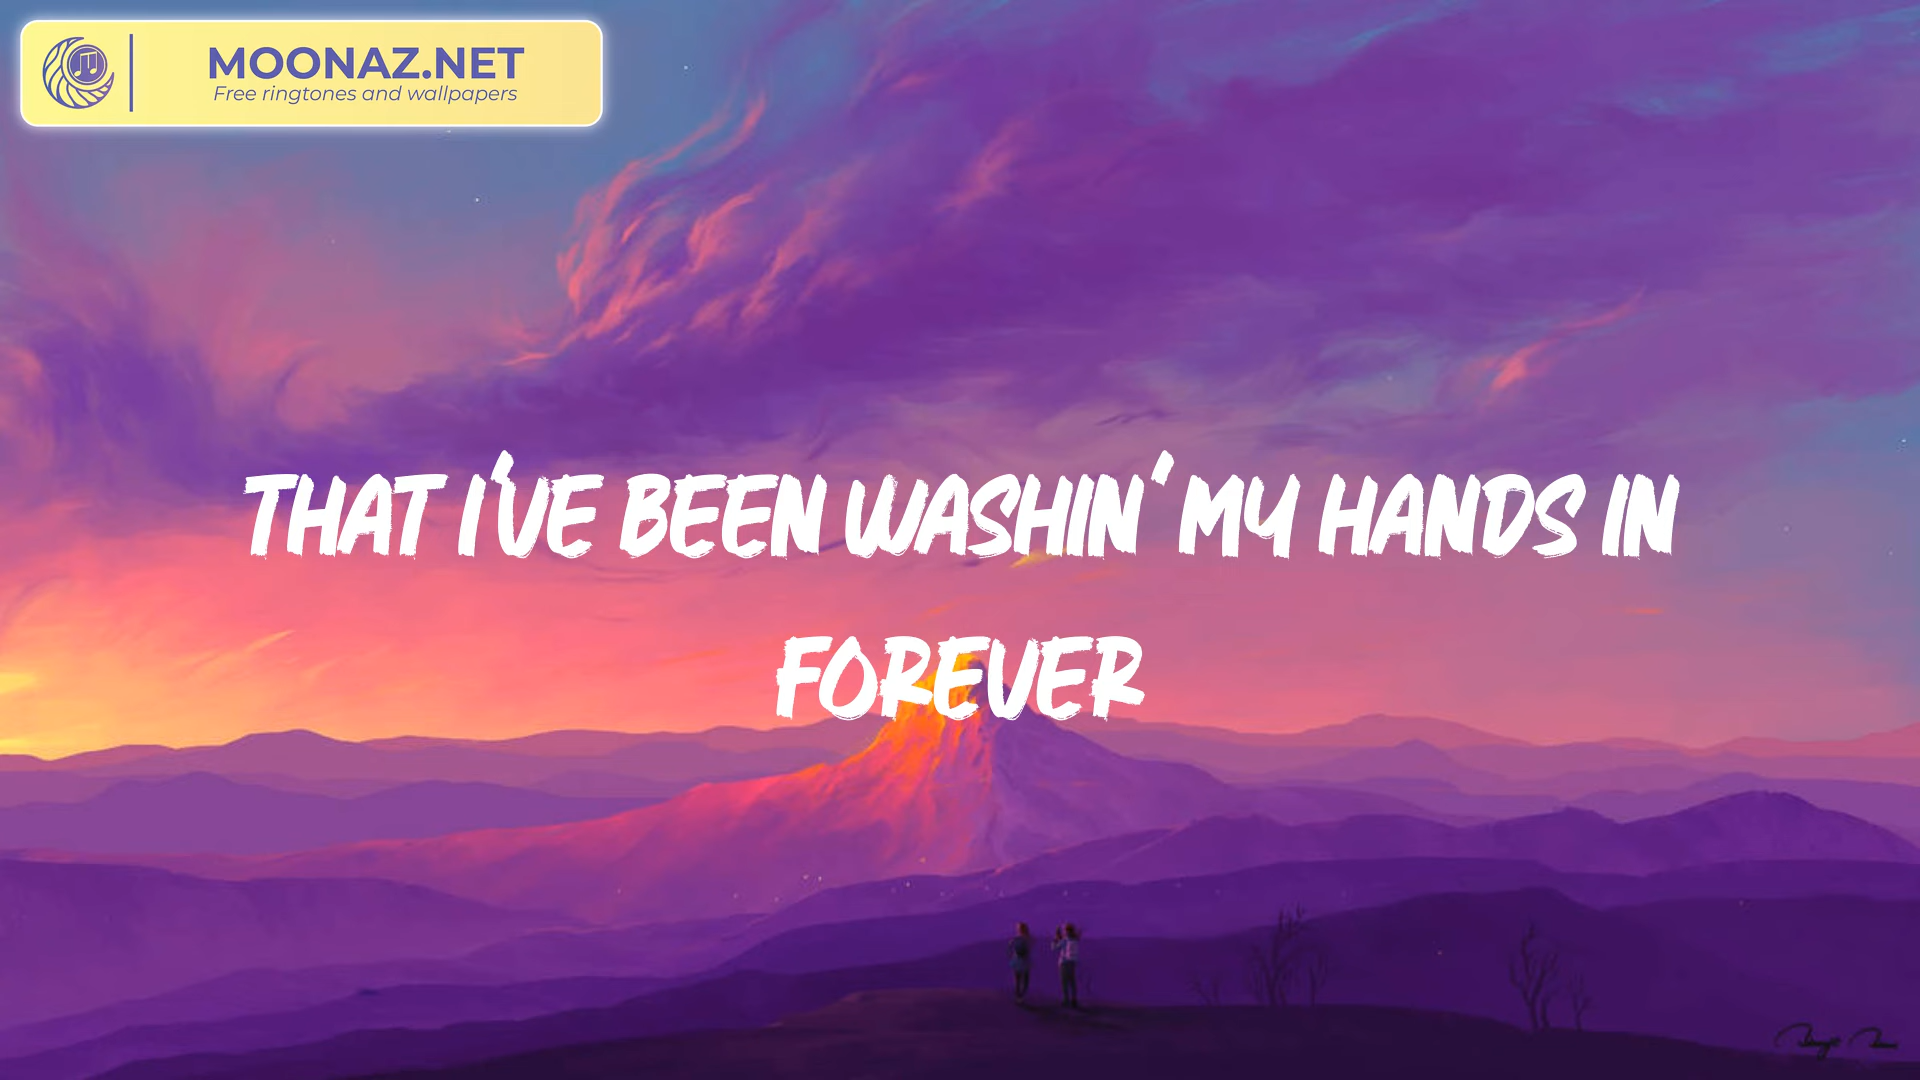 MOONAZ.NET
Free ringtones and wallpapers
THAT I'VE BEEN WASHIN' MY HANDS IN
FOREVER